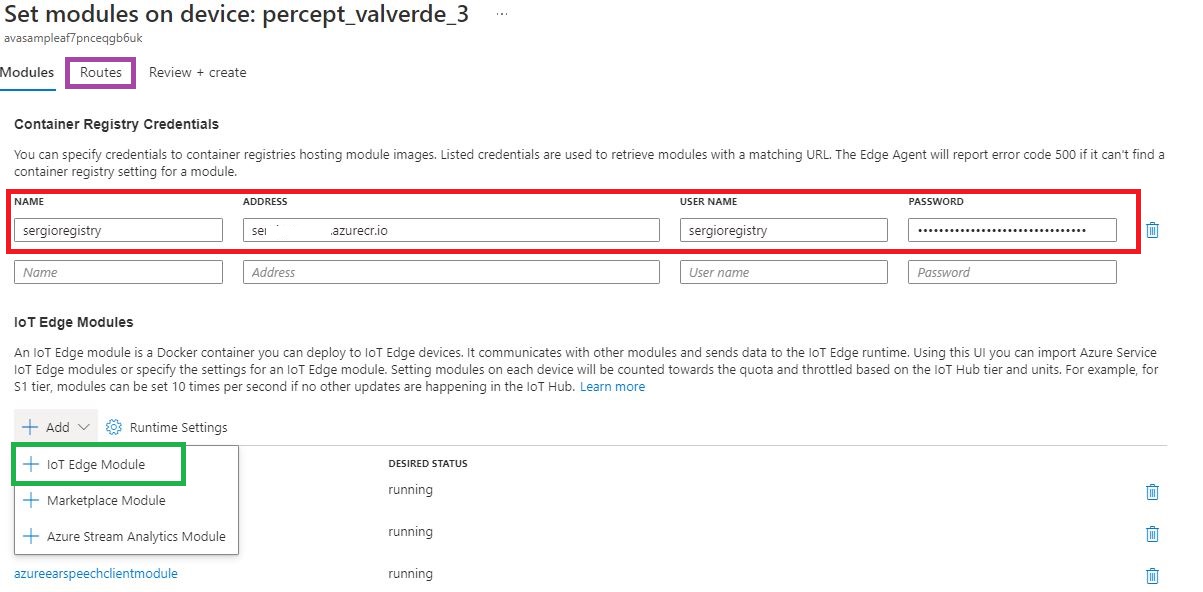 Set modules on device: percept_valverde_3 ...
avasampleaf7pnceqgb6uk
Modules Routes Review + create
Container Registry Credentials
You can specify credentials to container registries hosting module images. Listed credentials are used to retrieve modules with a matching URL. The Edge Agent will report error code 500 if it can't find a
container registry setting for a module.
NAME ADDRESS USER NAME PASSWORD
sergioregistry .azurecr.io sergioregistry ••••••••••••••••••••••••••••••••
Name Address User name Password
IoT Edge Modules
An IoT Edge module is a Docker container you can deploy to IoT Edge devices. It communicates with other modules and sends data to the IoT Edge runtime. Using this UI you can import Azure Service
IoT Edge modules or specify the settings for an IoT Edge module. Setting modules on each device will be counted towards the quota and throttled based on the IoT Hub tier and units. For example, for
S1 tier, modules can be set 10 times per second if no other updates are happening in the IoT Hub. Learn more
Add Runtime Settings
IoT Edge Module DESIRED STATUS
running
Marketplace Module
Azure Stream Analytics Module running
azureearspeechclientmodule running